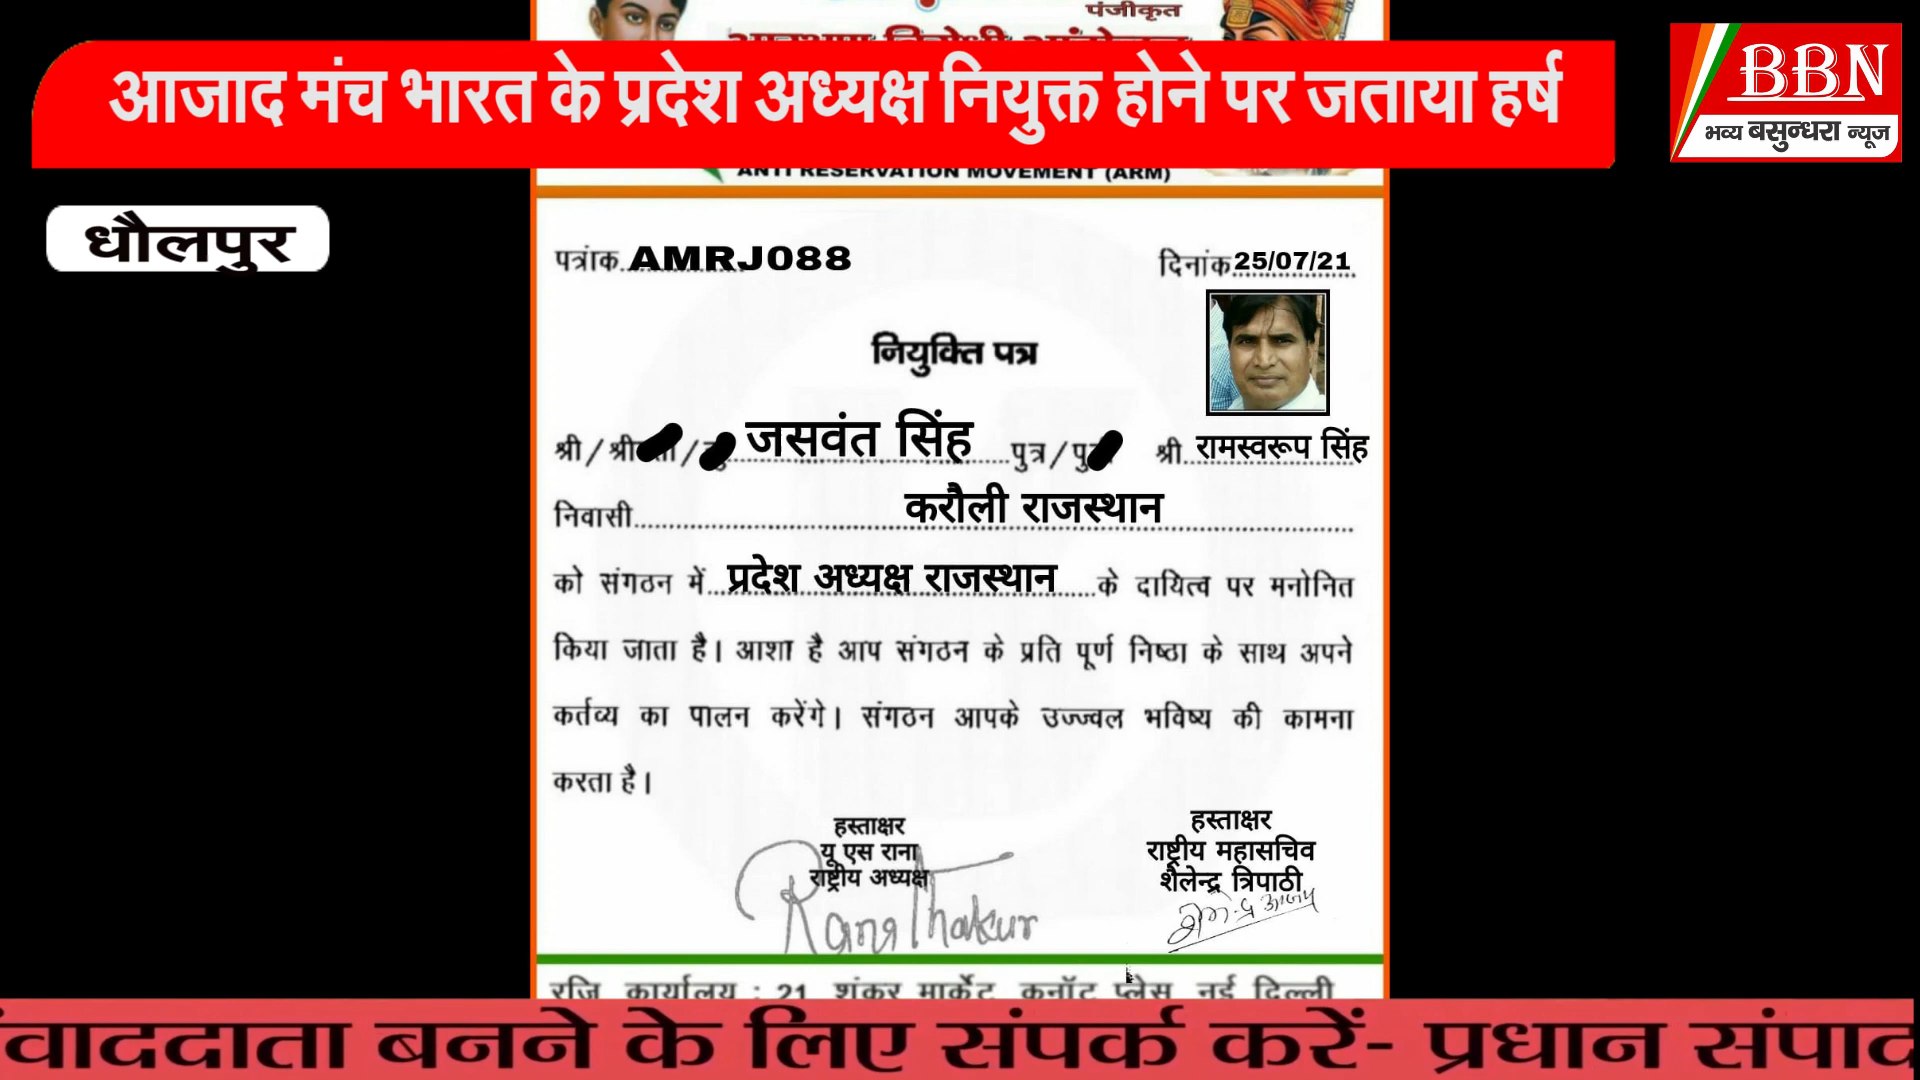 पंजीकृत
आजाद मंच भारत के प्रदेश अध्यक्ष नियुक्त होने पर जताया हर्ष
BBN
भव्य बसुन्धरा न्यूज
ANTI RESERVATION MOVEMENT (ARM)
धौलपुर
पत्रांक AMRJ088 दिनांक 25/07/21
नियुक्ति पत्र
श्री / / जसवंत सिंह पुत्र / श्री रामस्वरूप सिंह
निवासी करौली राजस्थान
को संगठन में प्रदेश अध्यक्ष राजस्थान के दायित्व पर मनोनित
किया जाता है। आशा है आप संगठन के प्रति पूर्ण निष्ठा के साथ अपने
कर्तव्य का पालन करेंगे। संगठन आपके उज्ज्वल भविष्य की कामना
करता है।
हस्ताक्षर
यू एस राना
राष्ट्रीय अध्यक्ष
Rana Thakur
हस्ताक्षर
राष्ट्रीय महासचिव
शैलेन्द्र त्रिपाठी
रजि कार्यालय : 21 शंकर मार्केट कनॉट प्लेस नई दिल्ली
वाददाता बनने के लिए संपर्क करें- प्रधान संपाद